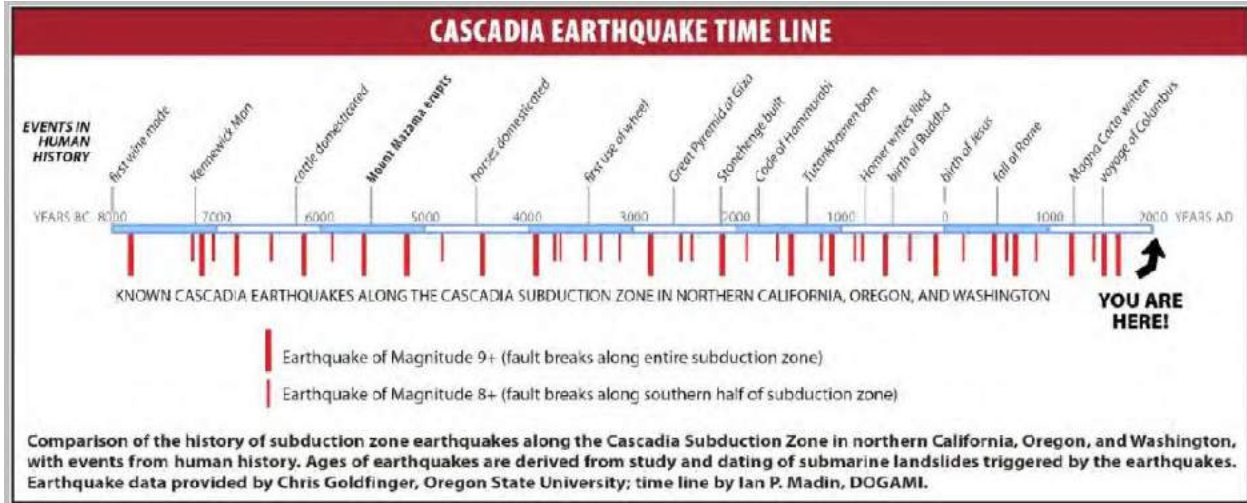 CASCADIA EARTHQUAKE TIME LINE
EVENTS IN
HUMAN
HISTORY
first wine made
Kennewick Man
cattle domesticated
Mount Mazama erupts
horses domesticated
first use of wheel
Great Pyramid at Giza
Stonehenge built
Code of Hammurabi
Tutankhamen born
Homer writes Iliad
birth of Buddha
birth of Jesus
fall of Rome
Magna Carta written
voyage of Columbus
YEARS BC 8000 7000 6000 5000 4000 3000 2000 1000 0 1000 2000 YEARS AD
KNOWN CASCADIA EARTHQUAKES ALONG THE CASCADIA SUBDUCTION ZONE IN NORTHERN CALIFORNIA, OREGON, AND WASHINGTON
YOU ARE
HERE!
Earthquake of Magnitude 9+ (fault breaks along entire subduction zone)
Earthquake of Magnitude 8+ (fault breaks along southern half of subduction zone)
Comparison of the history of subduction zone earthquakes along the Cascadia Subduction Zone in northern California, Oregon, and Washington,
with events from human history. Ages of earthquakes are derived from study and dating of submarine landslides triggered by the earthquakes.
Earthquake data provided by Chris Goldfinger, Oregon State University; time line by Ian P. Madin, DOGAMI.